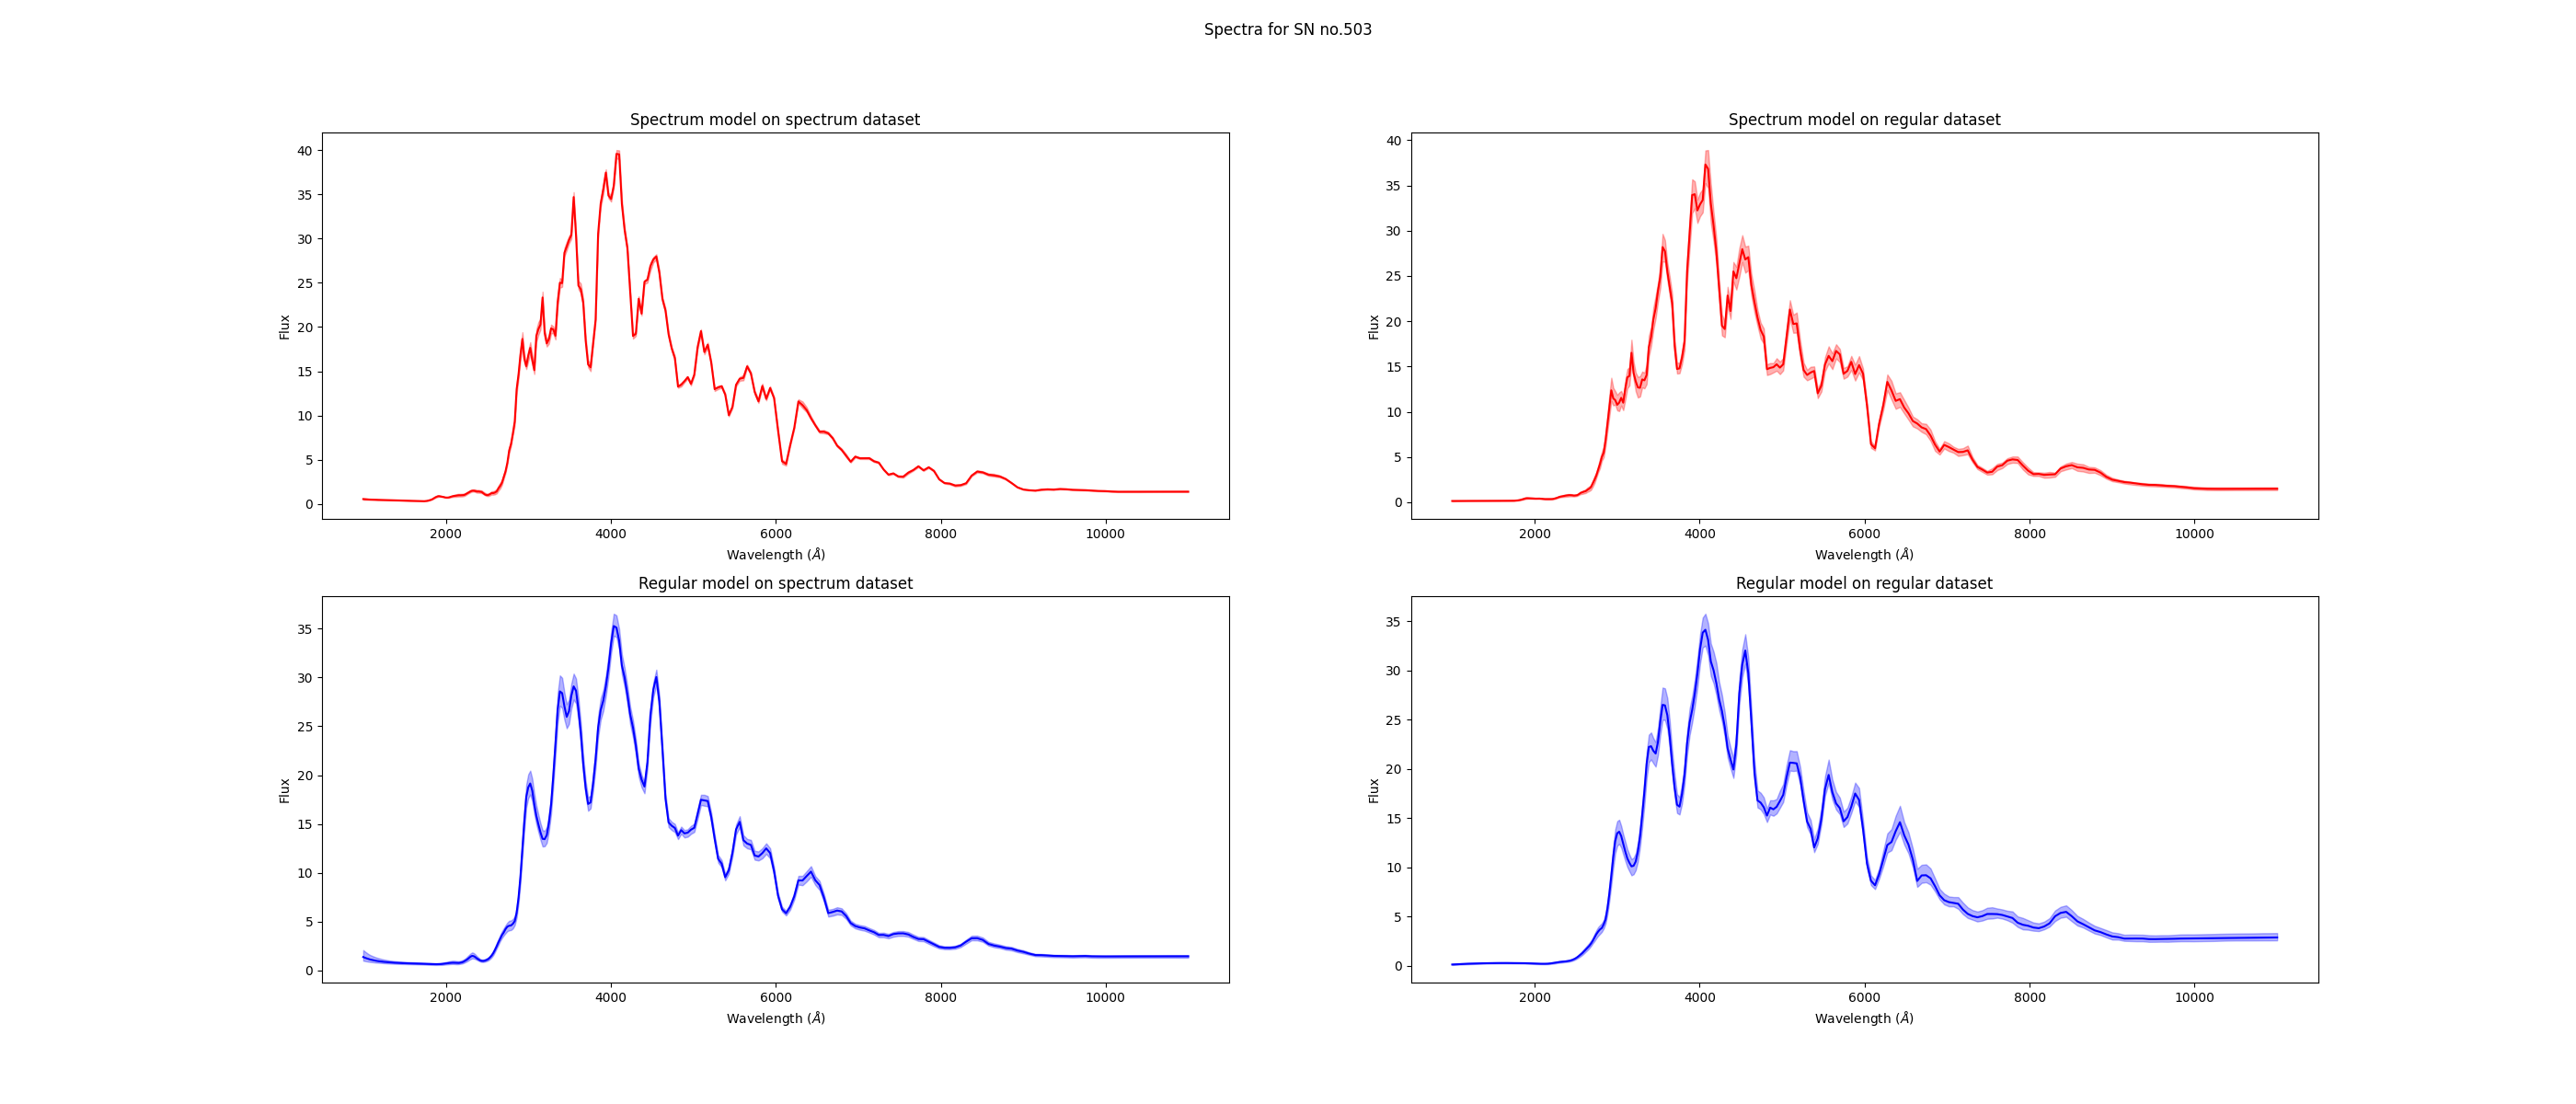 Spectra for SN no.503
Spectrum model on spectrum dataset
40
35
30
25
20
15
10
5
0
Flux
2000 4000 6000 8000 10000
Wavelength (Å)
Spectrum model on regular dataset
40
35
30
25
20
15
10
5
0
Flux
2000 4000 6000 8000 10000
Wavelength (Å)
Regular model on spectrum dataset
35
30
25
20
15
10
5
0
Flux
2000 4000 6000 8000 10000
Wavelength (Å)
Regular model on regular dataset
35
30
25
20
15
10
5
0
Flux
2000 4000 6000 8000 10000
Wavelength (Å)